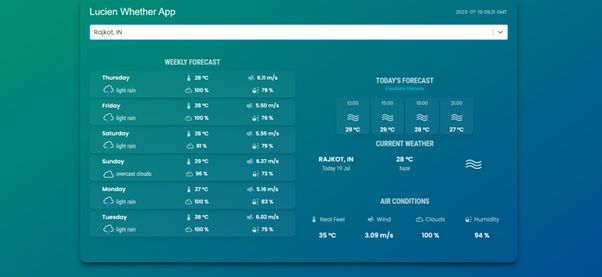 Lucien Whether App
2023-07-19 09:21 GMT
Rajkot, IN
WEEKLY FORECAST
Thursday 28 °C 6.11 m/s
light rain 100 % 79 %
Friday 28 °C 5.50 m/s
light rain 100 % 76 %
Saturday 28 °C 5.55 m/s
light rain 91 % 79 %
Sunday 29 °C 6.37 m/s
overcast clouds 96 % 73 %
Monday 27 °C 5.16 m/s
light rain 100 % 83 %
Tuesday 28 °C 6.02 m/s
light rain 100 % 75 %
TODAY'S FORECAST
4 available forecasts
12:00 15:00 18:00 21:00
29 °C 29 °C 28 °C 27 °C
CURRENT WEATHER
RAJKOT, IN 28 °C
Today 19 Jul haze
AIR CONDITIONS
Real Feel Wind Clouds Humidity
35 °C 3.09 m/s 100 % 94 %